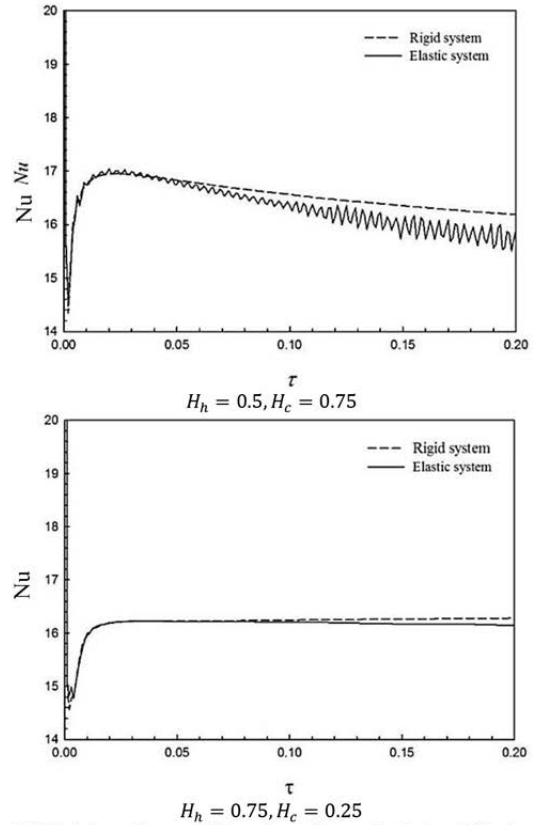 20
19
18
17
16
15
14
Nu Nu
Rigid system
Elastic system
0.00 0.05 0.10 0.15 0.20
τ
H_h = 0.5, H_c = 0.75
20
19
18
17
16
15
14
Nu
Rigid system
Elastic system
0.00 0.05 0.10 0.15 0.20
τ
H_h = 0.75, H_c = 0.25